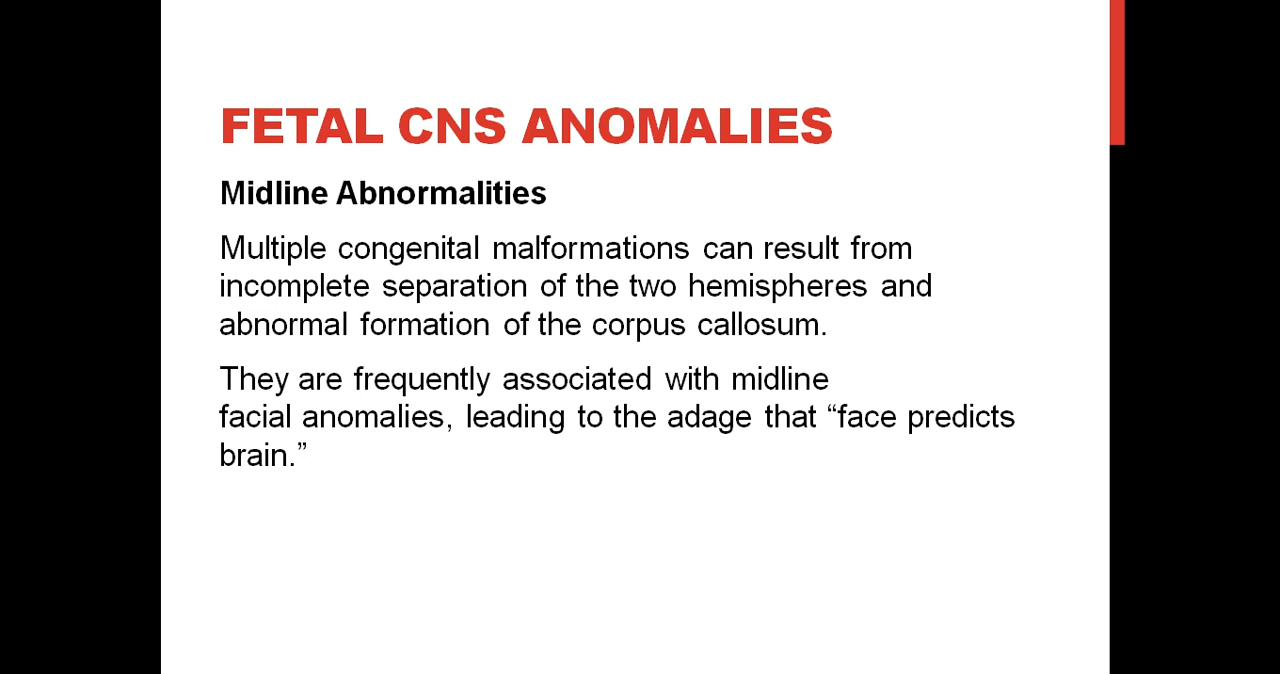 FETAL CNS ANOMALIES
Midline Abnormalities
Multiple congenital malformations can result from
incomplete separation of the two hemispheres and
abnormal formation of the corpus callosum.
They are frequently associated with midline
facial anomalies, leading to the adage that “face predicts
brain.”